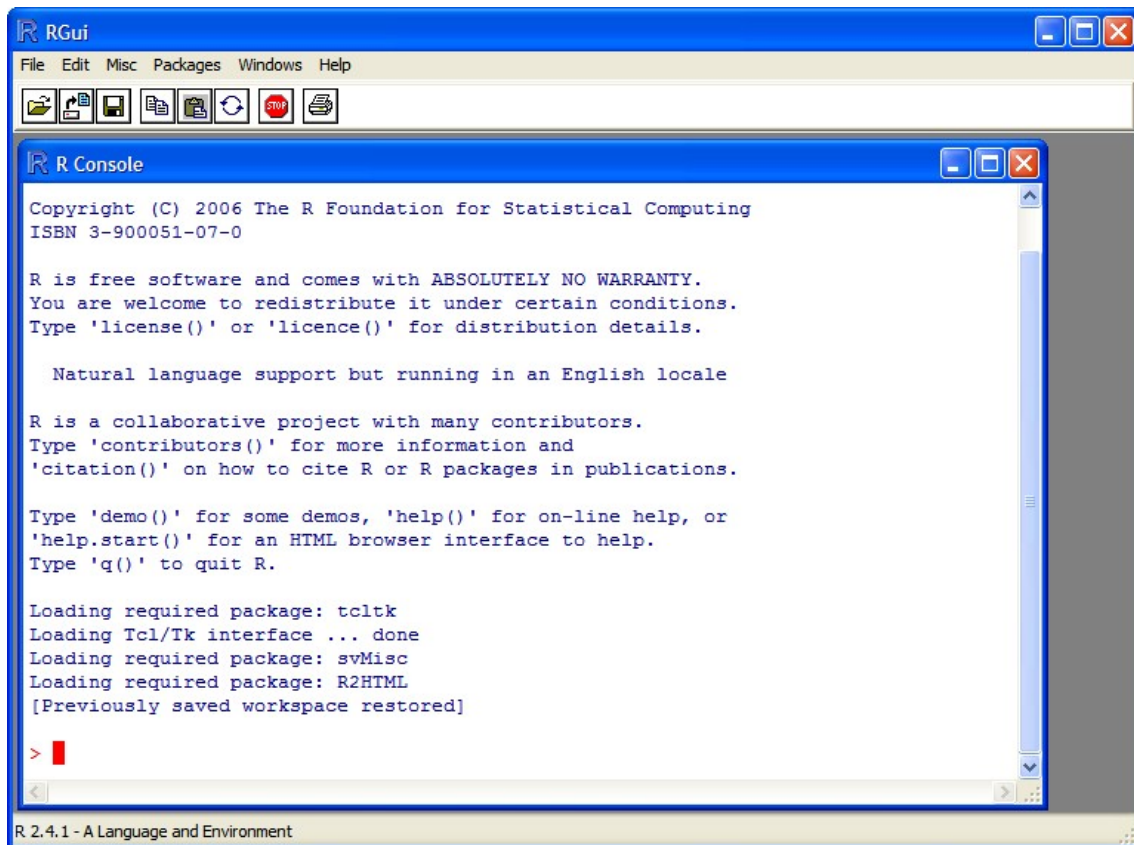 RGui
File Edit Misc Packages Windows Help
STOP
R Console
Copyright (C) 2006 The R Foundation for Statistical Computing
ISBN 3-900051-07-0
R is free software and comes with ABSOLUTELY NO WARRANTY.
You are welcome to redistribute it under certain conditions.
Type 'license()' or 'licence()' for distribution details.
Natural language support but running in an English locale
R is a collaborative project with many contributors.
Type 'contributors()' for more information and
'citation()' on how to cite R or R packages in publications.
Type 'demo()' for some demos, 'help()' for on-line help, or
'help.start()' for an HTML browser interface to help.
Type 'q()' to quit R.
Loading required package: tcltk
Loading Tcl/Tk interface ... done
Loading required package: svMisc
Loading required package: R2HTML
[Previously saved workspace restored]
>
R 2.4.1 - A Language and Environment